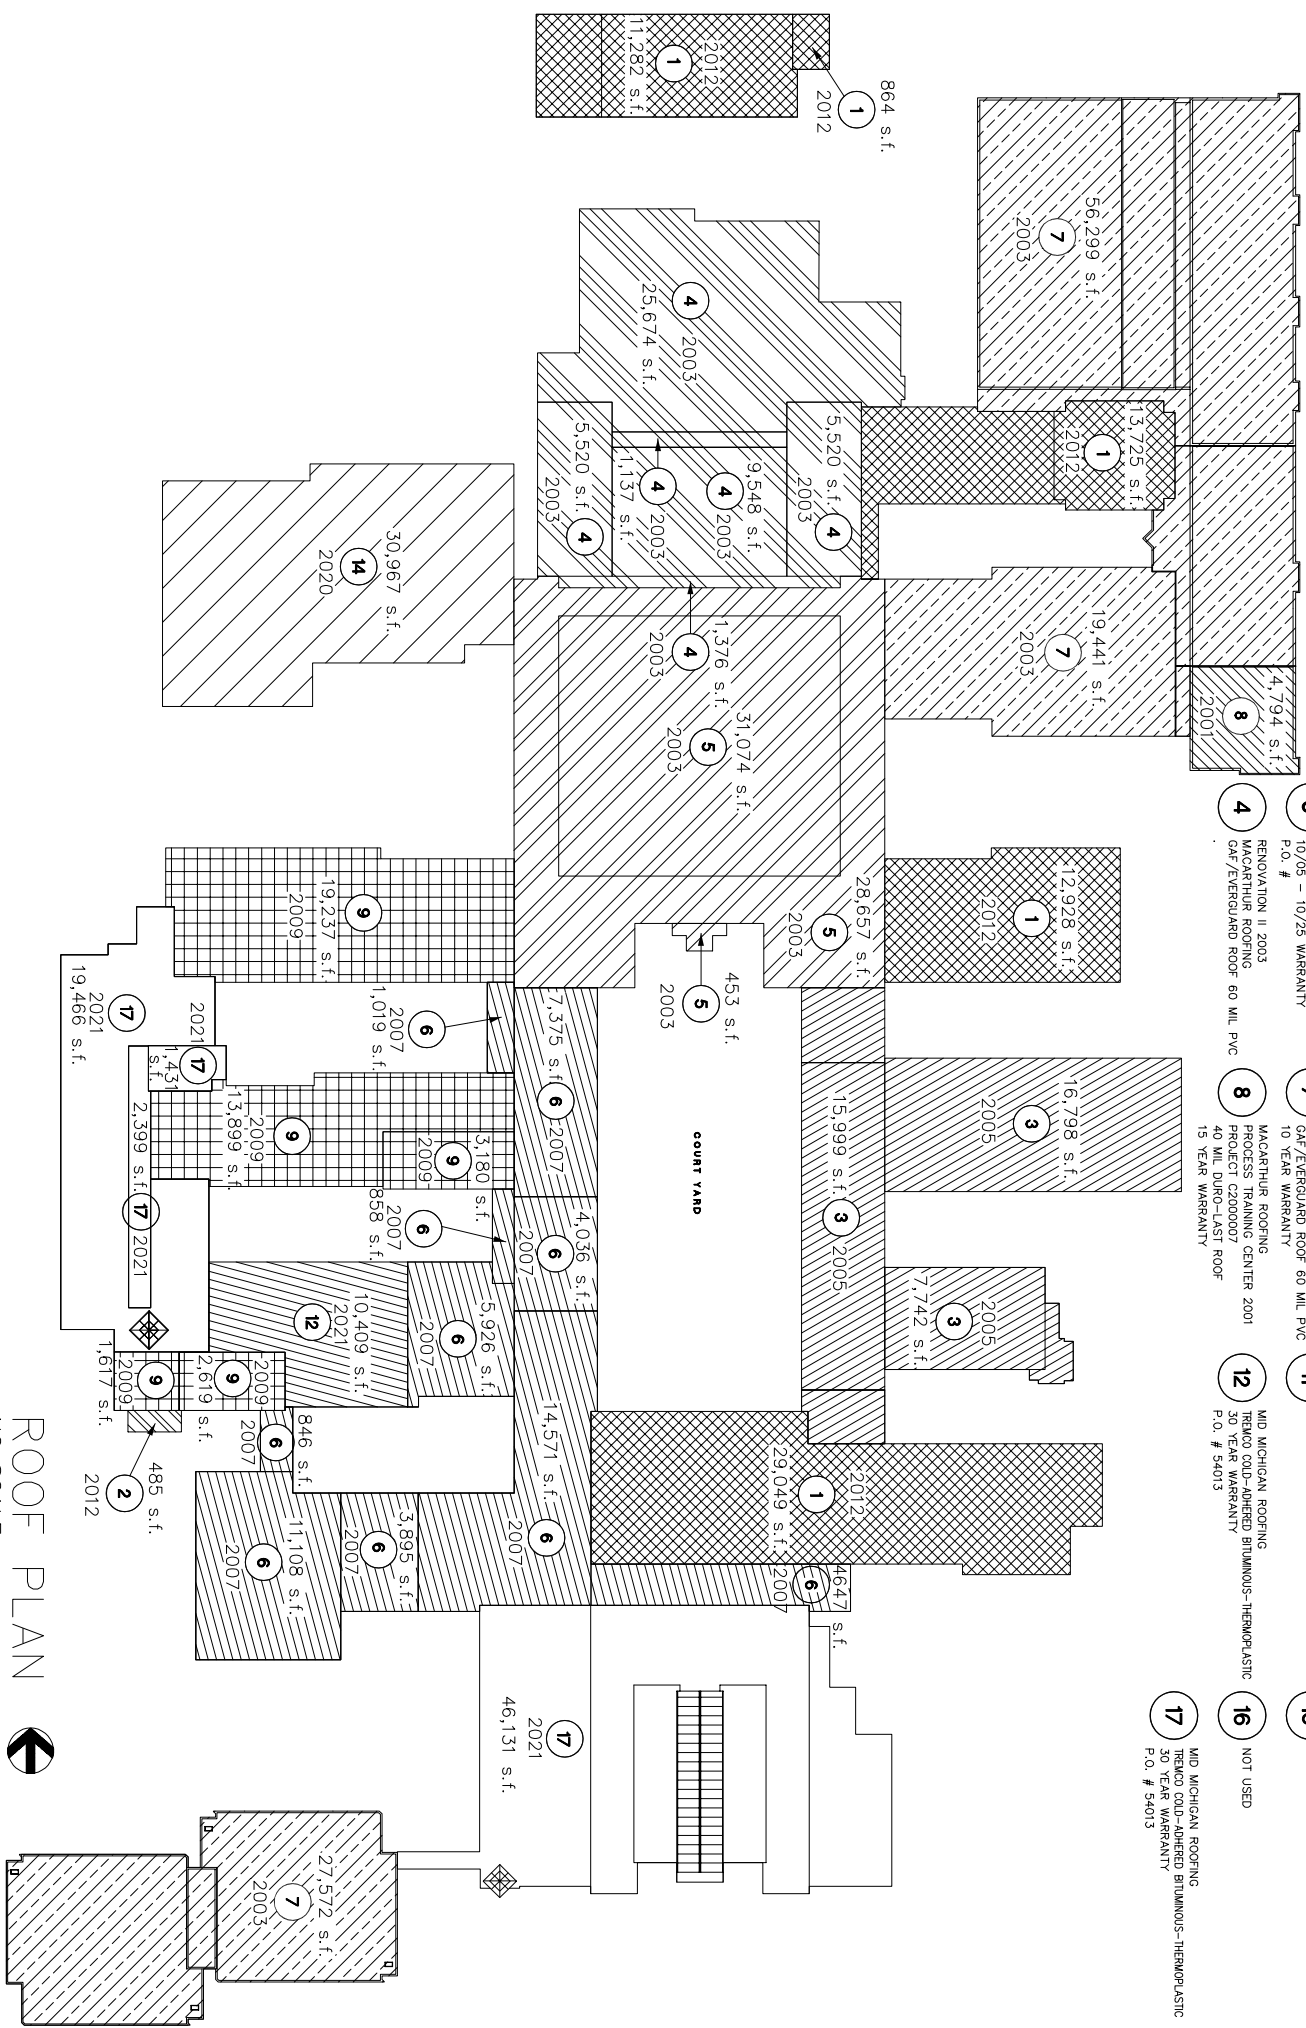 10/05 - 10/25 WARRANTY
P.O. #
4
RENOVATION II 2003
MACARTHUR ROOFING
GAF/EVERGUARD ROOF 60 MIL PVC
.
GAF/EVERGUARD ROOF 60 MIL PVC
10 YEAR WARRANTY
8
MACARTHUR ROOFING
PROCESS TRAINING CENTER 2001
PROJECT C2000007
40 MIL DURO-LAST ROOF
15 YEAR WARRANTY
12
MID MICHIGAN ROOFING
TREMCO COLD-ADHERED BITUMINOUS-THERMOPLASTIC
30 YEAR WARRANTY
P.O. # 54013
16
NOT USED
17
MID MICHIGAN ROOFING
TREMCO COLD-ADHERED BITUMINOUS-THERMOPLASTIC
30 YEAR WARRANTY
P.O. # 54013
56,299 s.f.
7
2003
4,794 s.f.
8
2001
13,725 s.f.
1
2012
19,441 s.f.
7
2003
864 s.f.
1
2012
2012
1
11,282 s.f.
4
2003
25,674 s.f.
5,520 s.f.
4
2003
9,548 s.f.
4
2003
4
2003
1,137 s.f.
5,520 s.f.
4
2003
1,376 s.f.
4
2003
31,074 s.f.
5
2003
28,657 s.f.
5
2003
453 s.f.
5
2003
12,928 s.f.
1
2012
16,798 s.f.
3
2005
15,999 s.f.
3
2005
2005
3
7,742 s.f.
2012
1
29,049 s.f.
4647 s.f.
6
2007
COURT YARD
30,967 s.f.
14
2020
19,237 s.f.
9
2009
7,375 s.f.
6
2007
6
2007
1,019 s.f.
4,036 s.f.
6
2007
3,180 s.f.
9
2009
6
2007
858 s.f.
9
2009
13,899 s.f.
2021
17
1,431
s.f.
17
2021
19,466 s.f.
2,399 s.f.
17
2021
5,926 s.f.
6
2007
10,409 s.f.
2021
12
14,571 s.f.
6
2007
2009
9
2,619 s.f.
9
2009
1,617 s.f.
846 s.f.
6
2007
485 s.f.
2
2012
3,895 s.f.
6
2007
11,108 s.f.
6
2007
17
2021
46,131 s.f.
27,572 s.f.
7
2003
ROOF PLAN